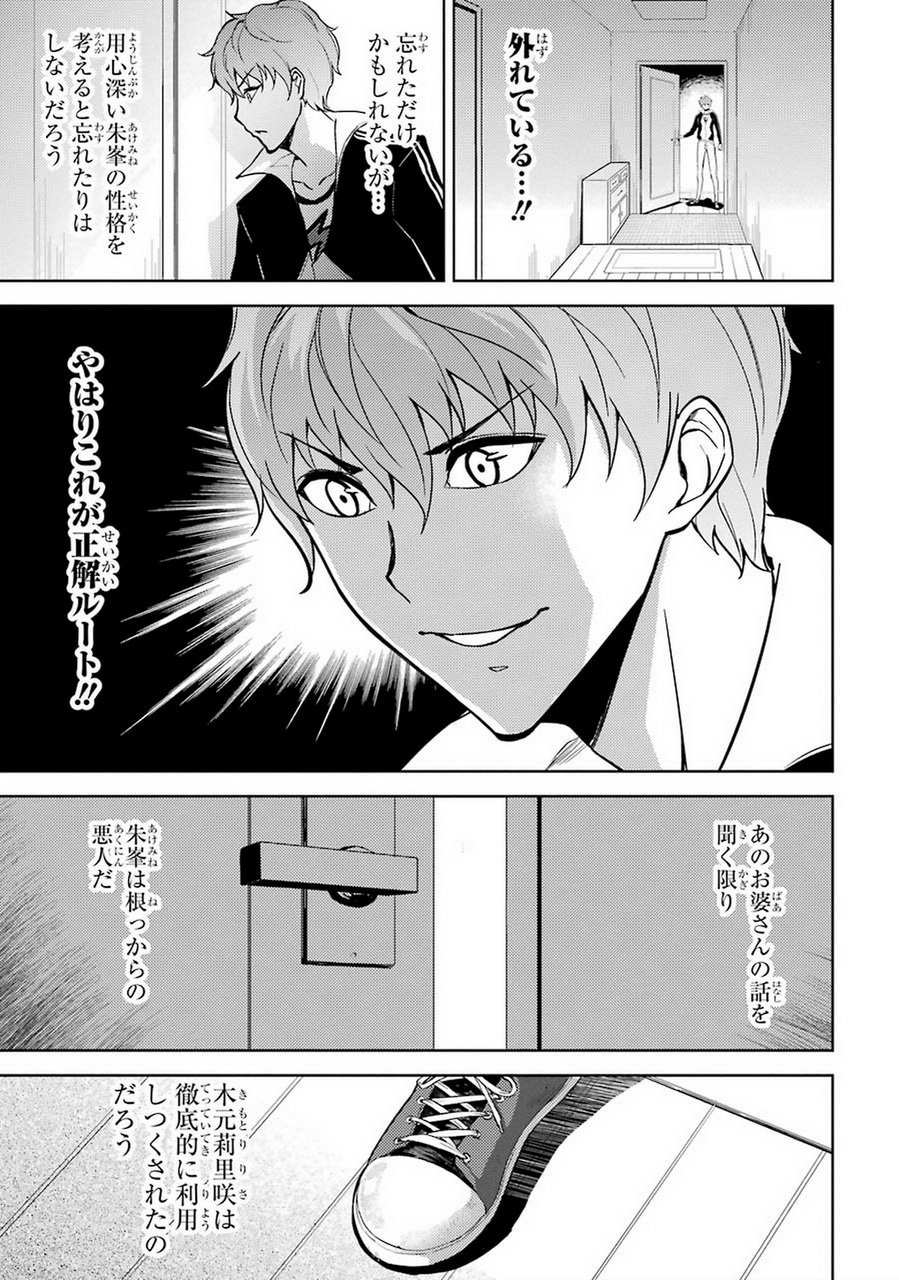 外れている…!!
忘れただけ
かもしれないが…
用心深い朱峯の性格を
考えると忘れたりは
しないだろう
やはりこれが正解ルート!!
あのお婆さんの話を
聞く限り
朱峯は根っからの
悪人だ
木元莉里咲は
徹底的に利用
しつくされたの
だろう